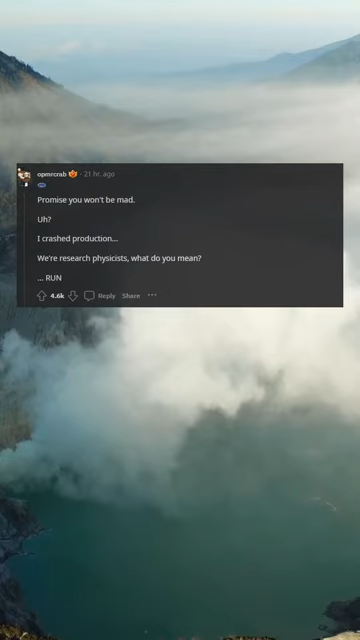 opmrcrab · 21 hr. ago
Promise you won't be mad.
Uh?
I crashed production...
We're research physicists, what do you mean?
... RUN
4.6k Reply Share ...